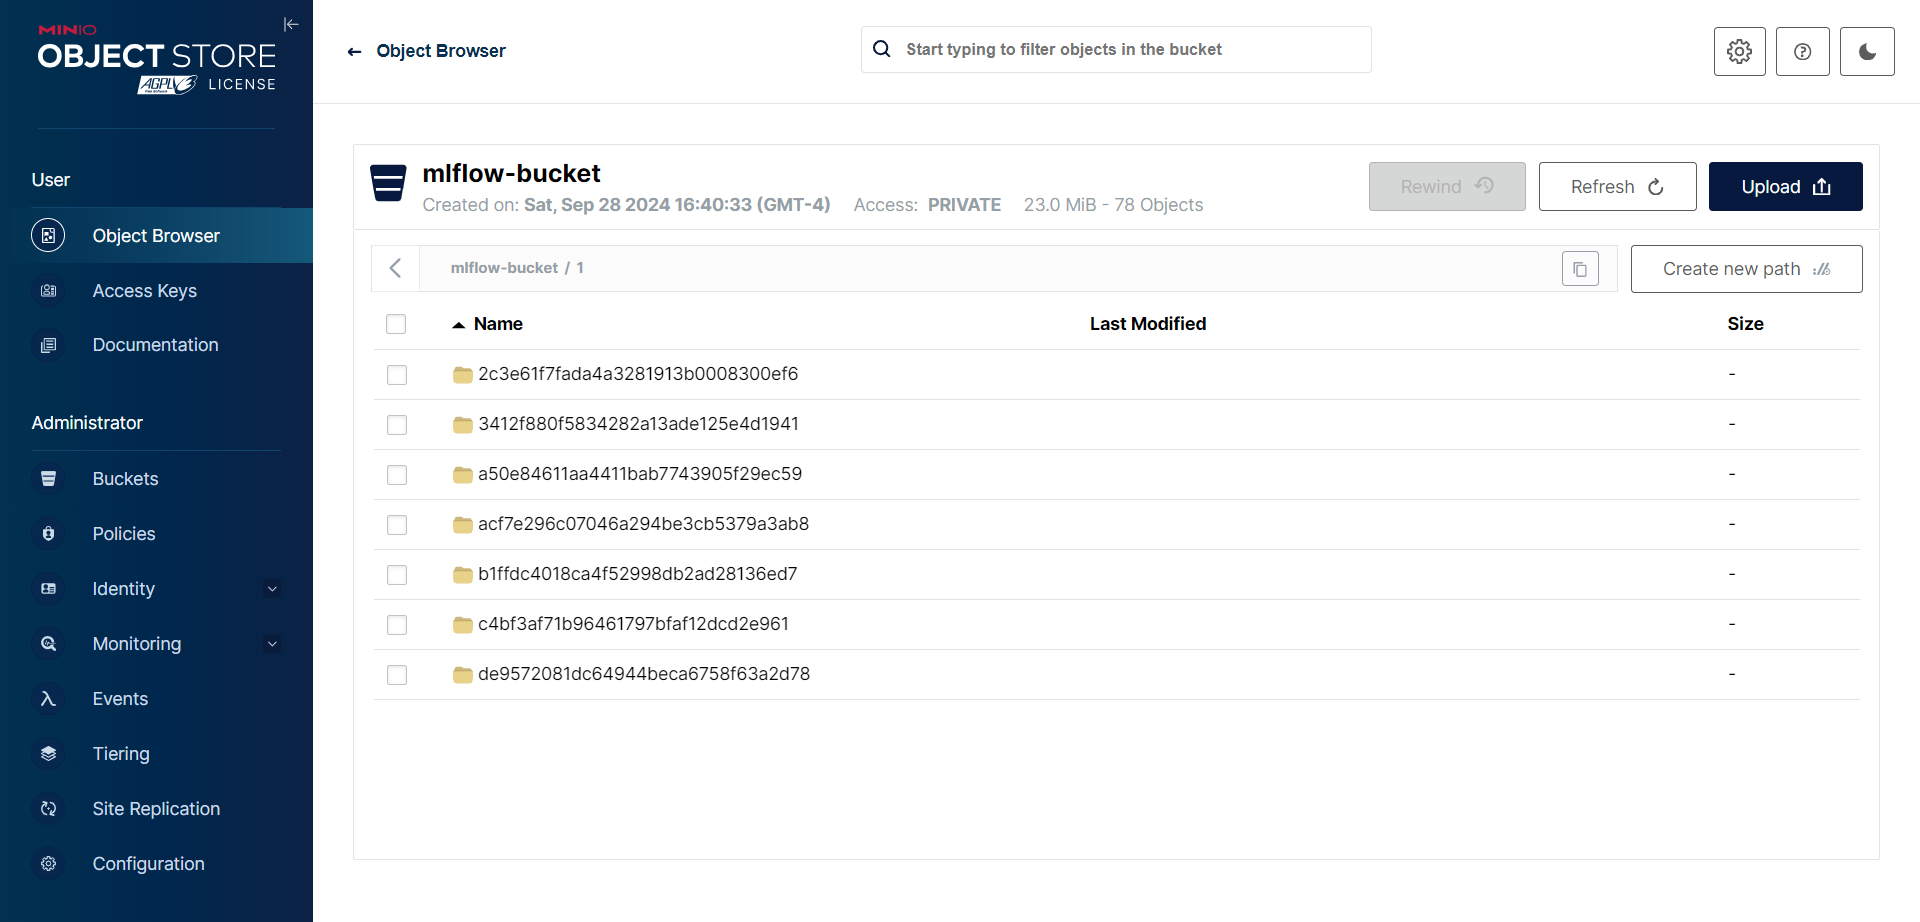 MINIO
OBJECT STORE
AGPLv3 LICENSE
User
Object Browser
Access Keys
Documentation
Administrator
Buckets
Policies
Identity
Monitoring
Events
Tiering
Site Replication
Configuration
Object Browser
Start typing to filter objects in the bucket
mlflow-bucket
Created on: Sat, Sep 28 2024 16:40:33 (GMT-4) Access: PRIVATE 23.0 MiB - 78 Objects
Rewind
Refresh
Upload
mlflow-bucket / 1
Create new path
Name Last Modified Size
2c3e61f7fada4a3281913b0008300ef6 -
3412f880f5834282a13ade125e4d1941 -
a50e84611aa4411bab7743905f29ec59 -
acf7e296c07046a294be3cb5379a3ab8 -
b1ffdc4018ca4f52998db2ad28136ed7 -
c4bf3af71b96461797bfaf12dcd2e961 -
de9572081dc64944beca6758f63a2d78 -